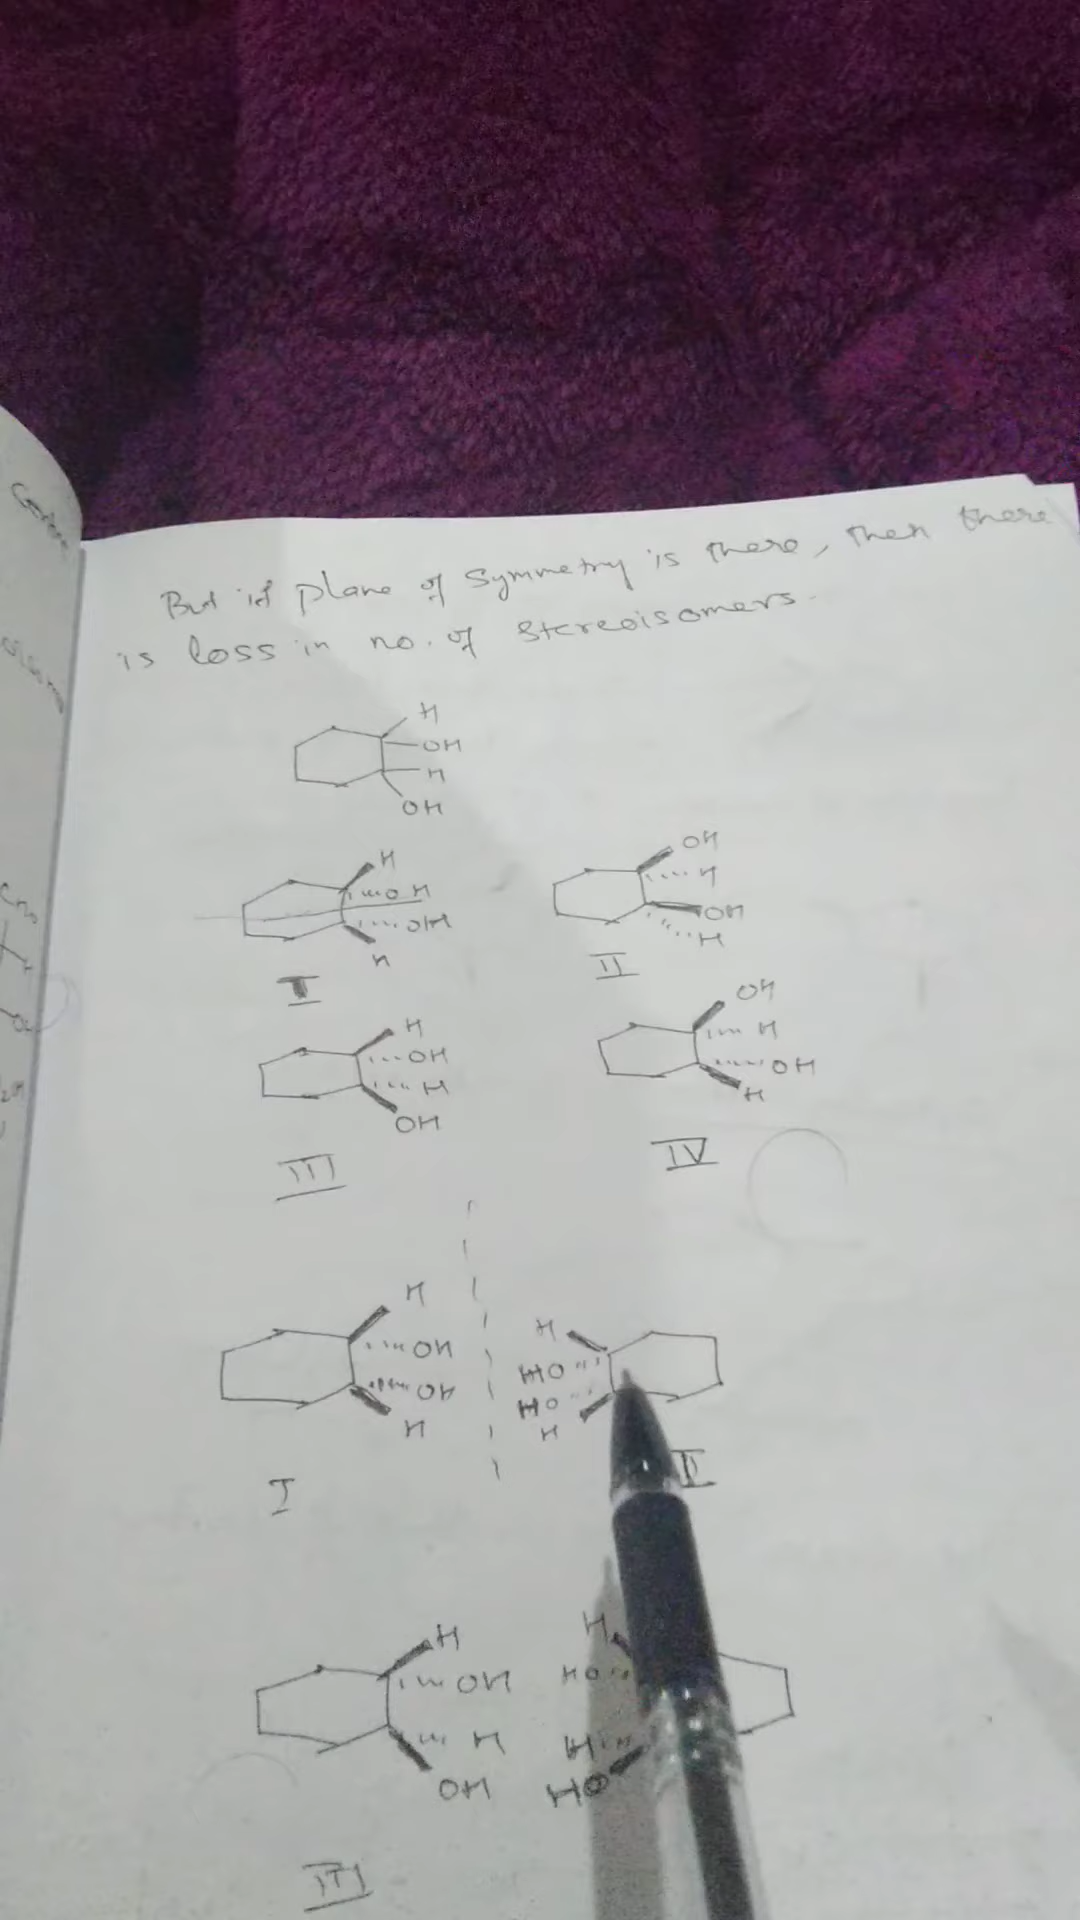 But if plane of symmetry is there, then there
is loss in no. of stereoisomers.
H
OH
H
OH
H
OH
OH
H
I
OH
H
OH
H
II
H
OH
H
OH
III
OH
H
OH
H
IV
H
OH
OH
H
I
H
HO
HO
H
II
H
OH
H
OH
III
H
HO
H
HO